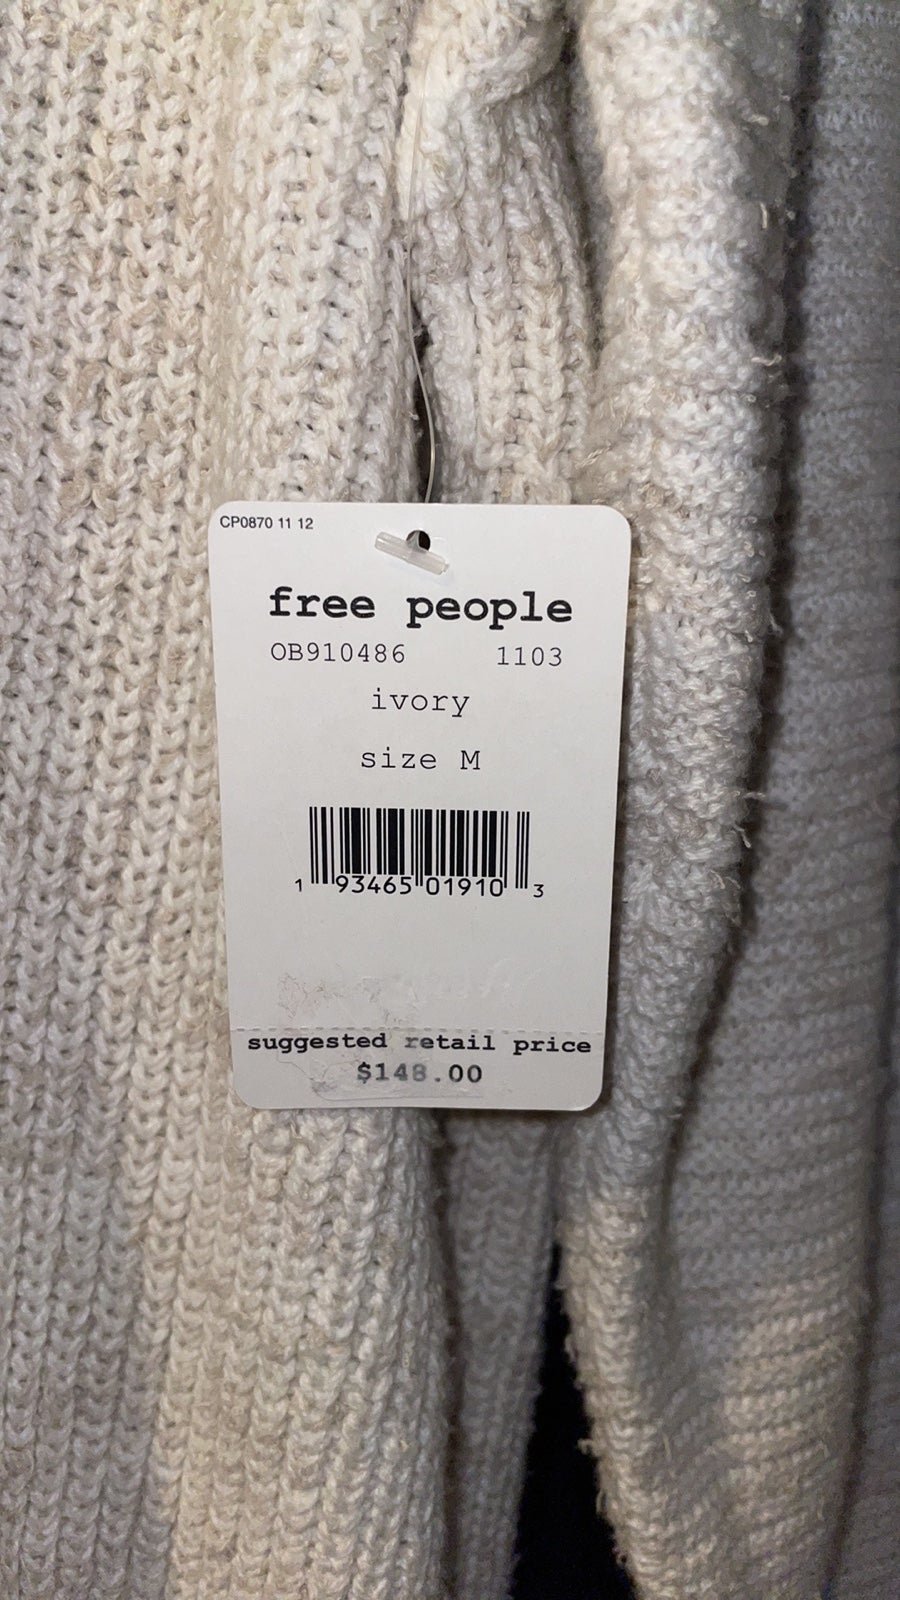 CP0870 11 12
free people
OB910486 1103
ivory
size M
1 93465 01910 3
suggested retail price
$148.00